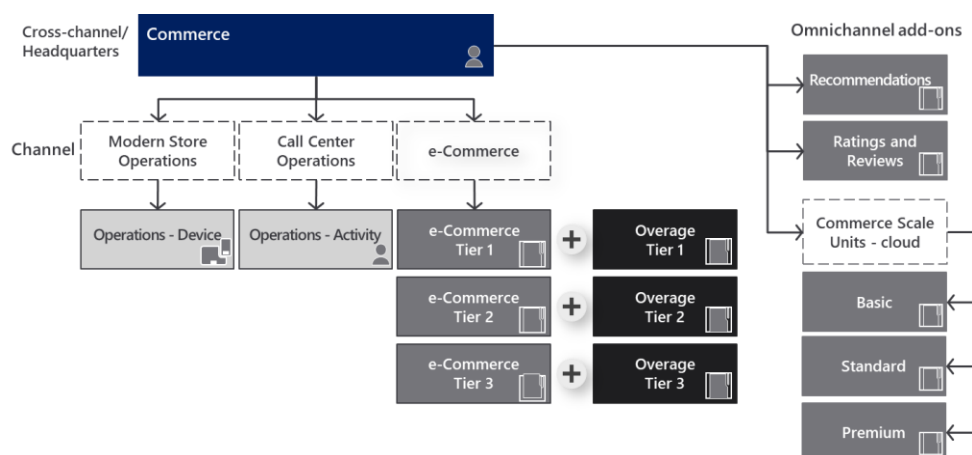 Cross-channel/
Headquarters
Commerce
Omnichannel add-ons
Recommendations
Channel
Modern Store
Operations
Call Center
Operations
e-Commerce
Ratings and
Reviews
Operations - Device
Operations - Activity
e-Commerce
Tier 1
+
Overage
Tier 1
Commerce Scale
Units - cloud
e-Commerce
Tier 2
+
Overage
Tier 2
Basic
e-Commerce
Tier 3
+
Overage
Tier 3
Standard
Premium